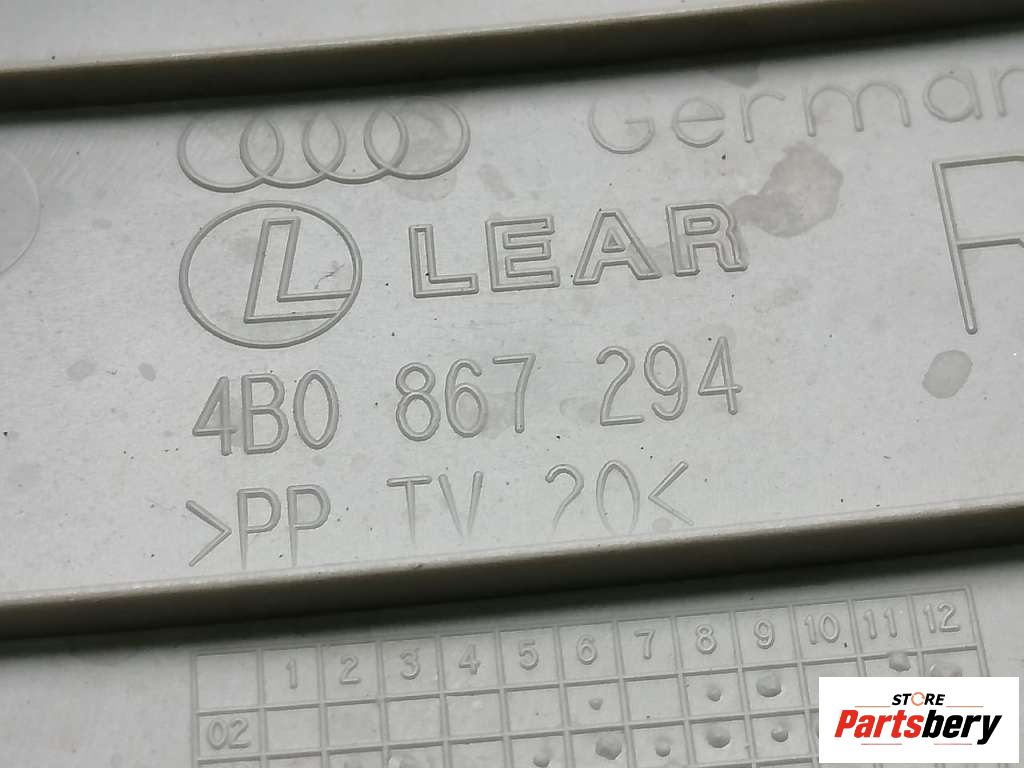 German
LEAR
4B0 867 294
>PP TV 20<
1 2 3 4 5 6 7 8 9 10 11 12
02
STORE
Partsbery